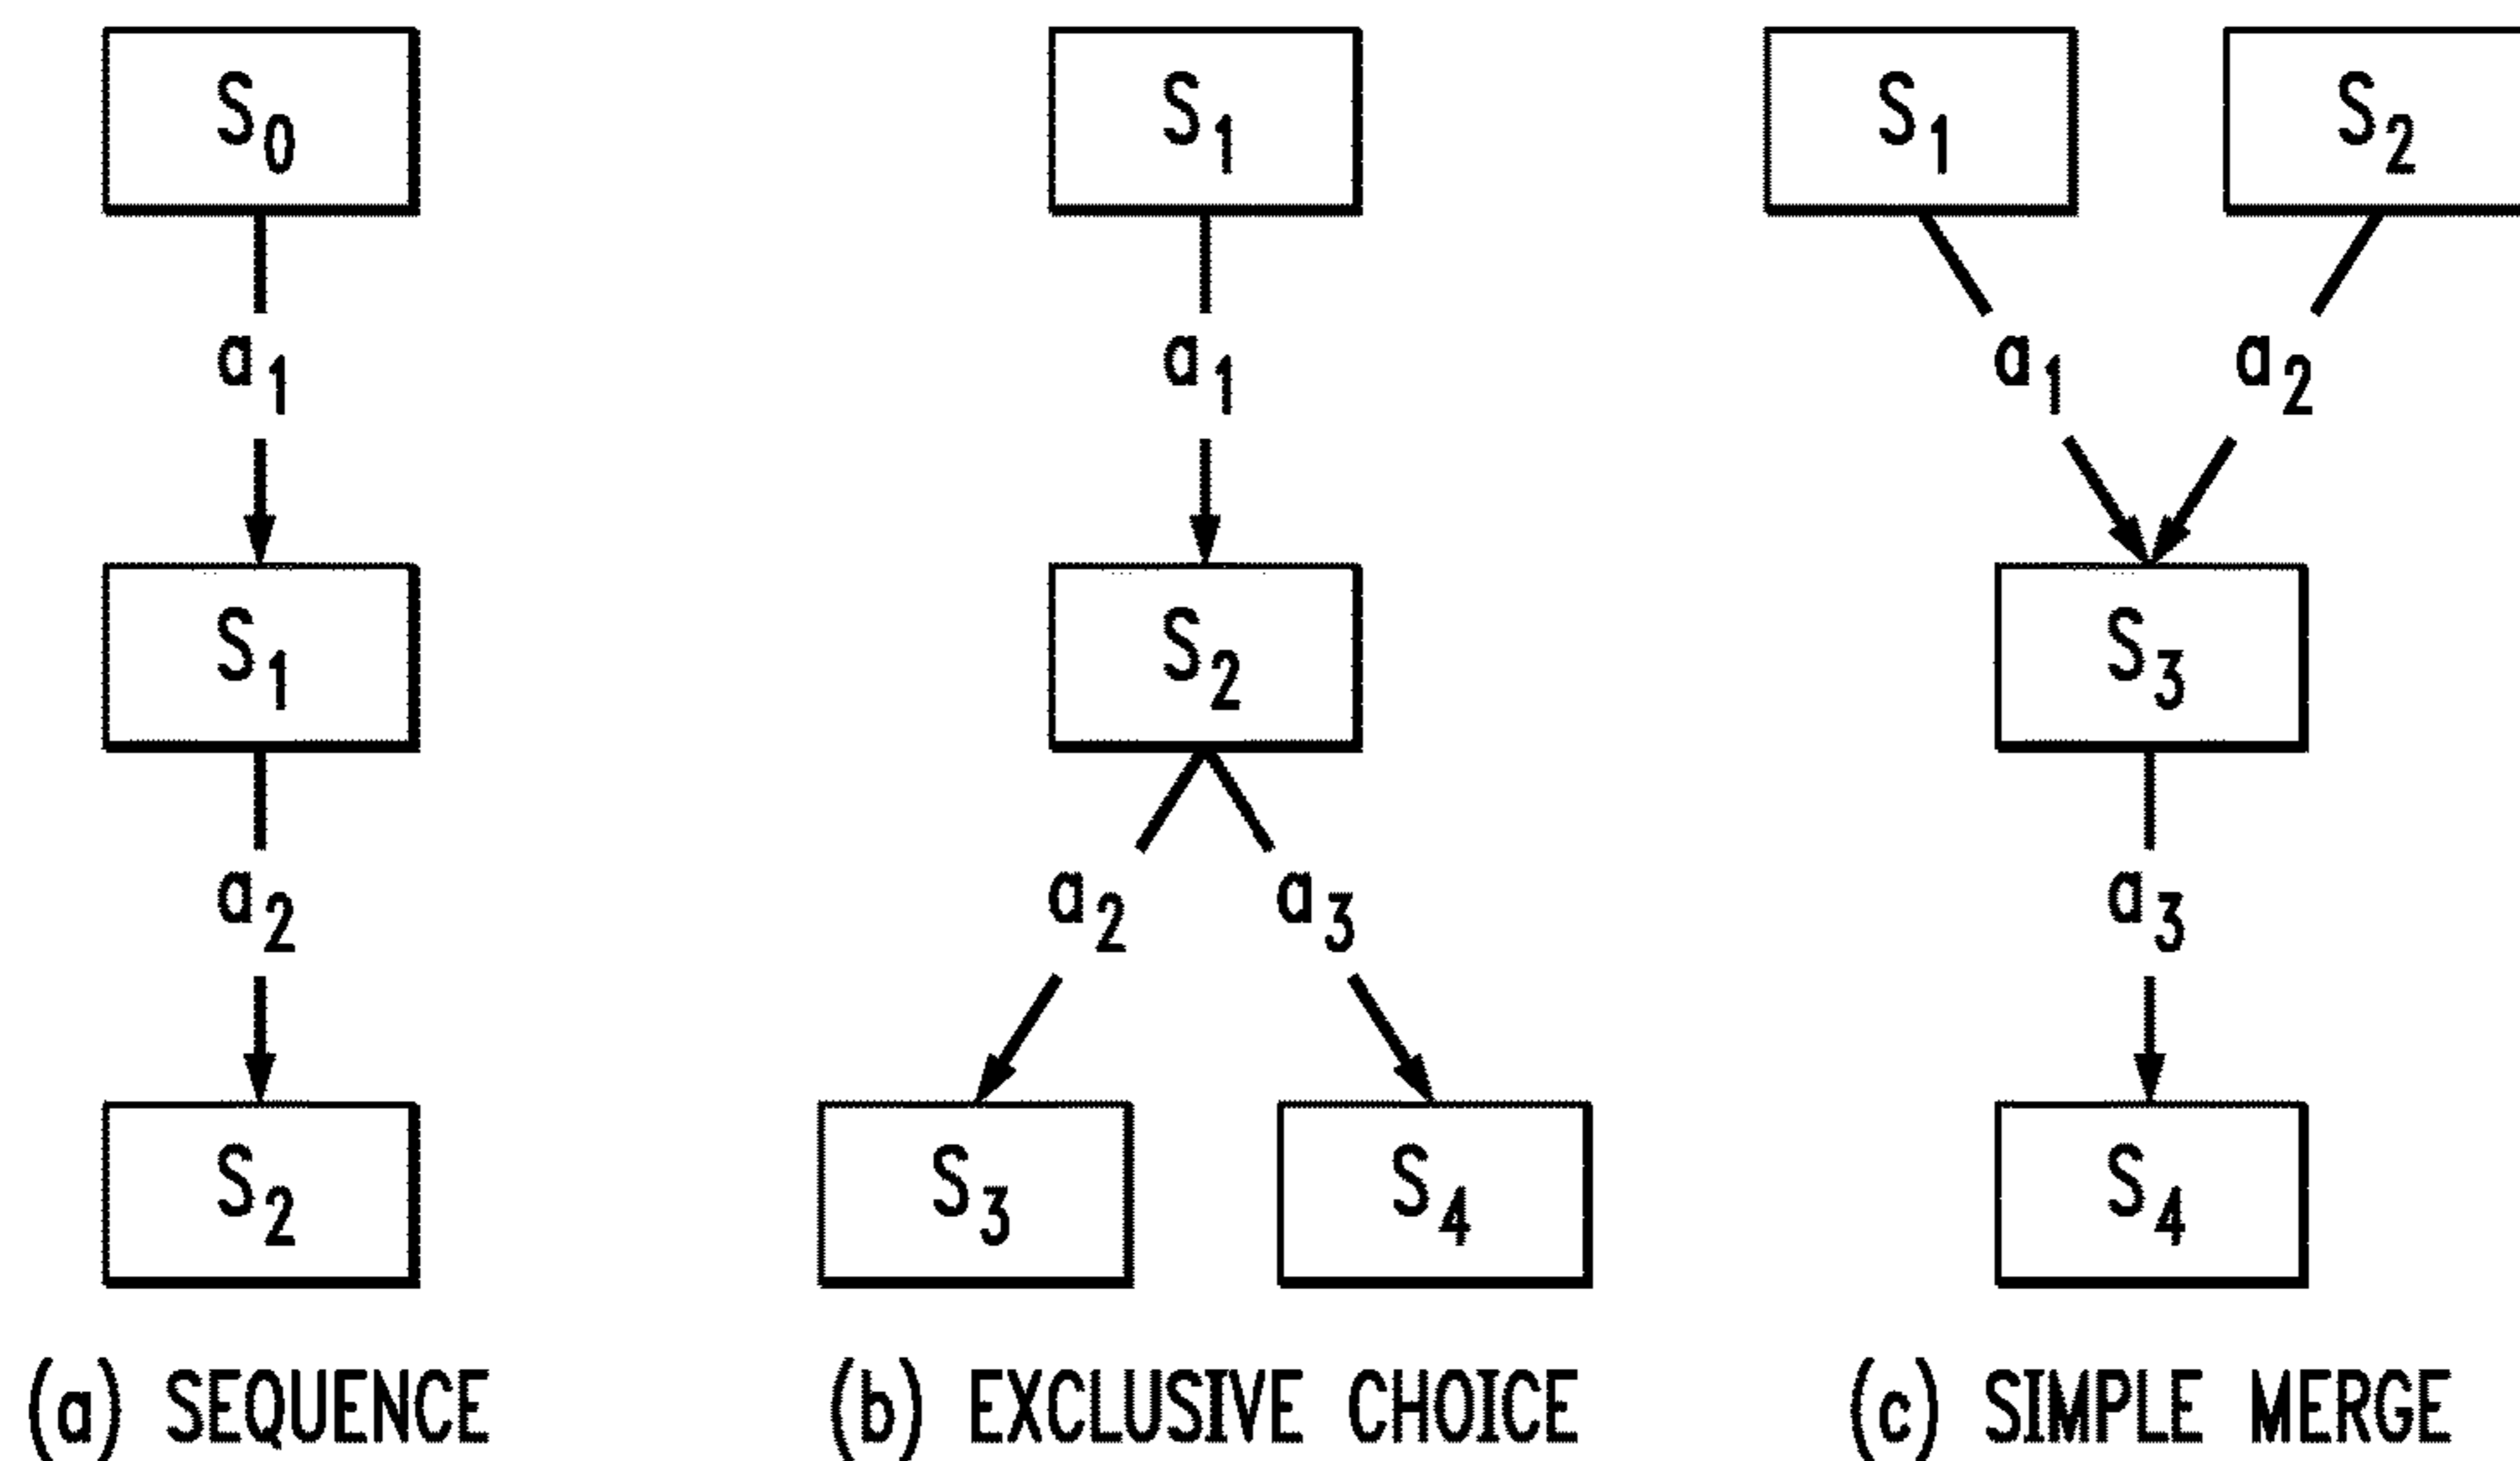 S0
a1
S1
a2
S2
(a) SEQUENCE
S1
a1
S2
a2 a3
S3 S4
(b) EXCLUSIVE CHOICE
S1 S2
a1 a2
S3
a3
S4
(c) SIMPLE MERGE